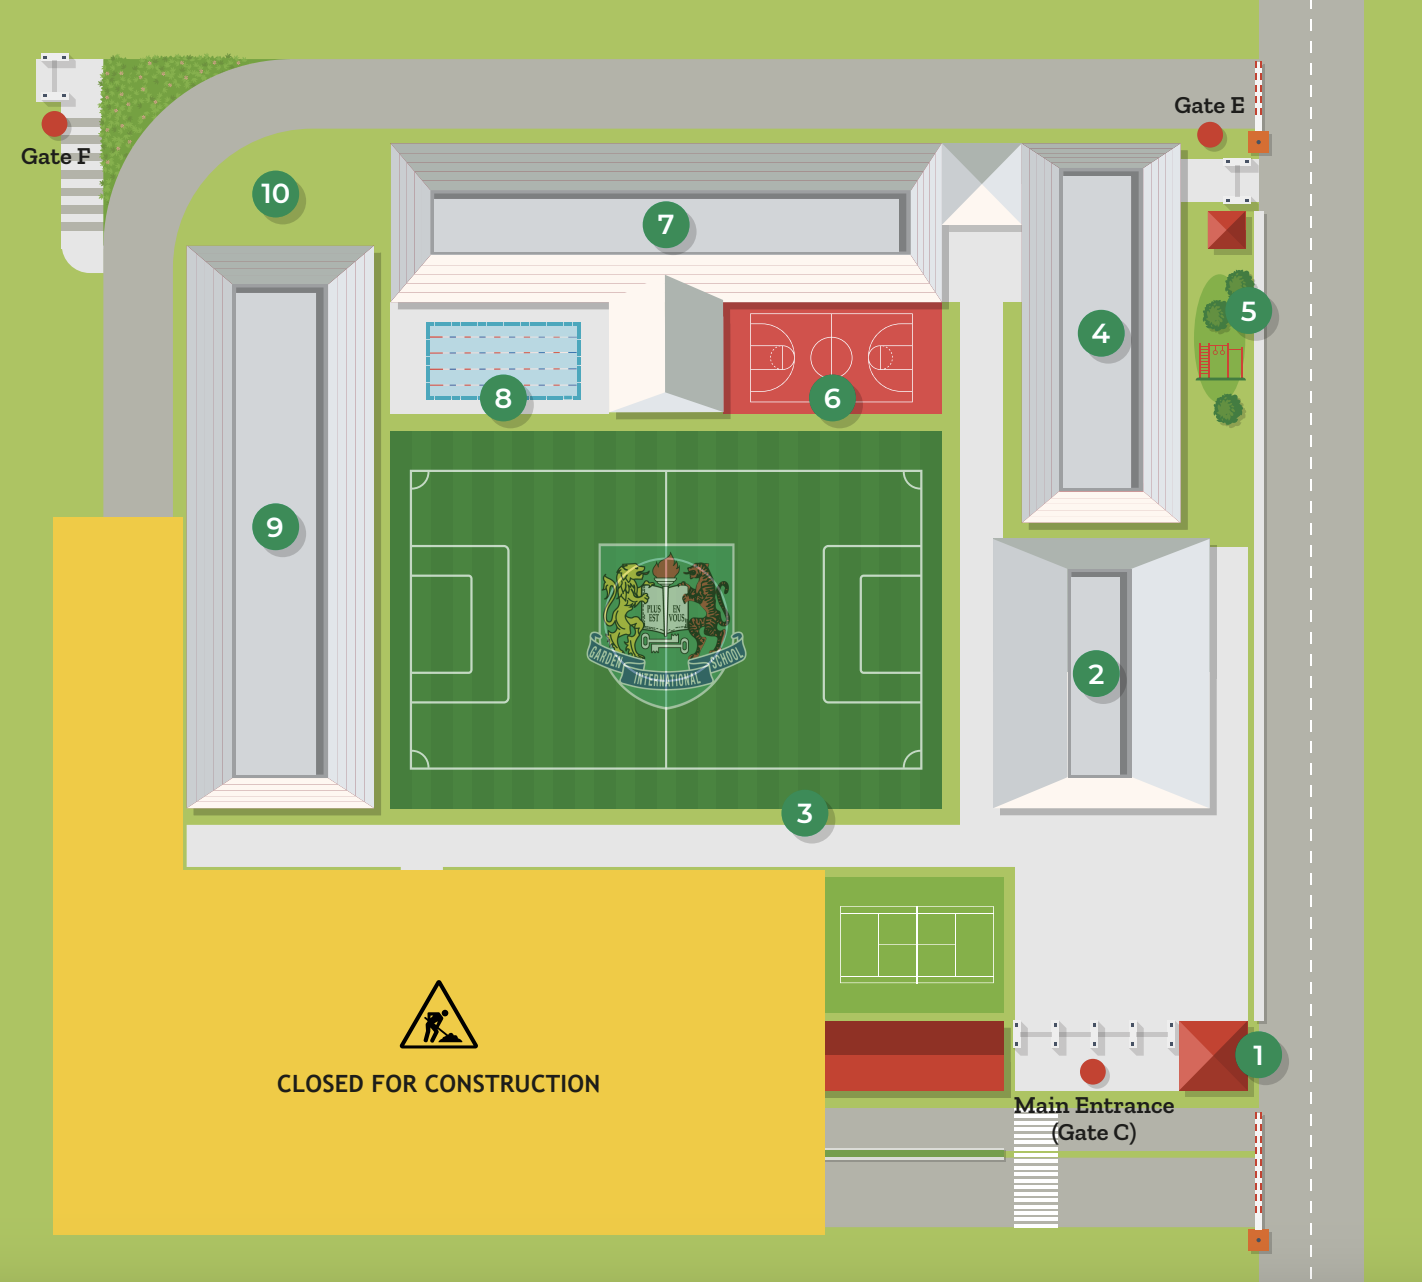 Gate E
Gate F
10
7
5
4
8
6
9
PLUS EN
EST VOUS
GARDEN INTERNATIONAL SCHOOL
2
3
CLOSED FOR CONSTRUCTION
1
Main Entrance
(Gate C)